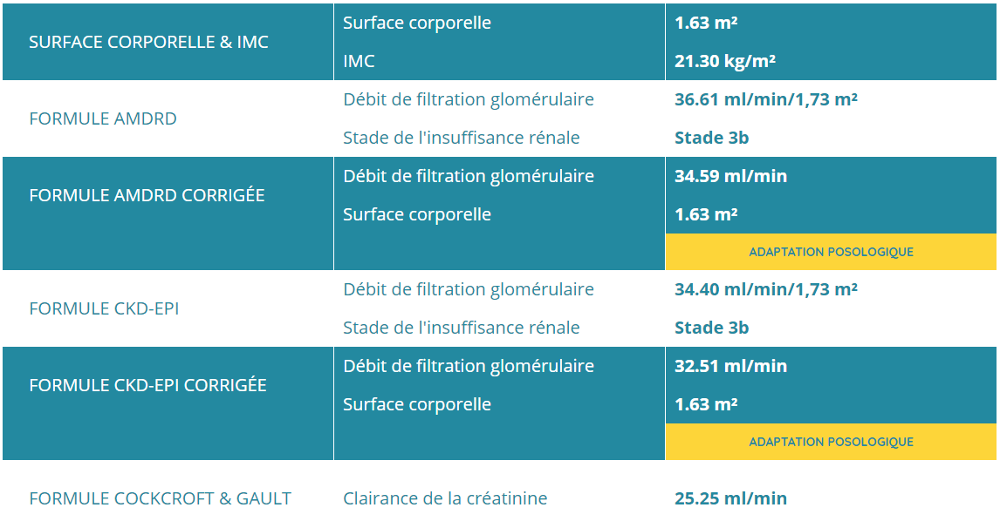 SURFACE CORPORELLE & IMC
Surface corporelle 1.63 m²
IMC 21.30 kg/m²
FORMULE AMDRD
Débit de filtration glomérulaire 36.61 ml/min/1,73 m²
Stade de l'insuffisance rénale Stade 3b
FORMULE AMDRD CORRIGÉE
Débit de filtration glomérulaire 34.59 ml/min
Surface corporelle 1.63 m²
ADAPTATION POSOLOGIQUE
FORMULE CKD-EPI
Débit de filtration glomérulaire 34.40 ml/min/1,73 m²
Stade de l'insuffisance rénale Stade 3b
FORMULE CKD-EPI CORRIGÉE
Débit de filtration glomérulaire 32.51 ml/min
Surface corporelle 1.63 m²
ADAPTATION POSOLOGIQUE
FORMULE COCKCROFT & GAULT Clairance de la créatinine 25.25 ml/min